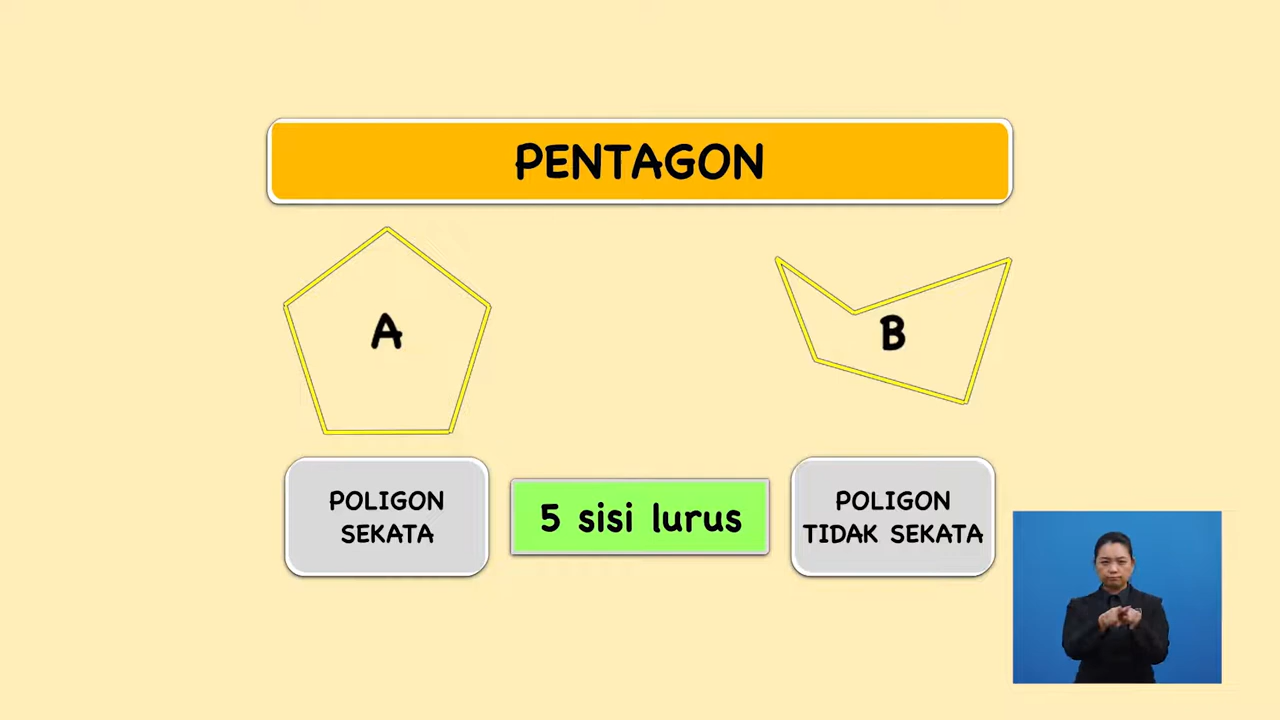 PENTAGON
A
B
POLIGON
SEKATA
5 sisi lurus
POLIGON
TIDAK SEKATA